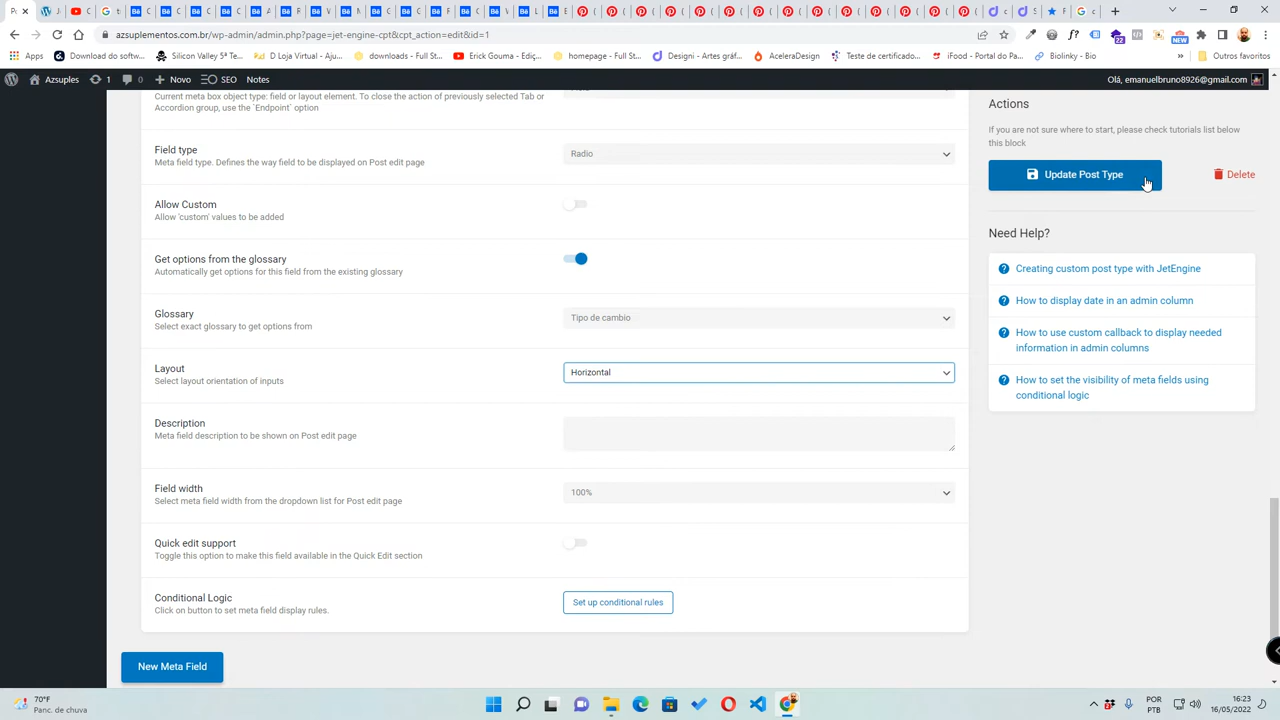 azsuplementos.com.br/wp-admin/admin.php?page=jet-engine-cpt&cpt_action=edit&id=1
Apps
Download do softw...
Silicon Valley 5ª Te...
D Loja Virtual - Aju...
downloads – Full St...
Erick Gouma - Ediç...
homepage – Full St...
Designi - Artes gráf...
AceleraDesign
Teste de certificado...
iFood - Portal do Pa...
Biolinky - Bio
»
Outros favoritos
Azsuples
1
0
+ Novo
SEO
Notes
Olá, emanuelbruno8926@gmail.com
Current meta box object type: field or layout element. To close the action of previously selected Tab or
Accordion group, use the `Endpoint` option
Field type
Meta field type. Defines the way field to be displayed on Post edit page
Radio
Allow Custom
Allow 'custom' values to be added
Get options from the glossary
Automatically get options for this field from the existing glossary
Glossary
Select exact glossary to get options from
Tipo de cambio
Layout
Select layout orientation of inputs
Horizontal
Description
Meta field description to be shown on Post edit page
Field width
Select meta field width from the dropdown list for Post edit page
100%
Quick edit support
Toggle this option to make this field available in the Quick Edit section
Conditional Logic
Click on button to set meta field display rules.
Set up conditional rules
New Meta Field
Actions
If you are not sure where to start, please check tutorials list below
this block
Update Post Type
Delete
Need Help?
Creating custom post type with JetEngine
How to display date in an admin column
How to use custom callback to display needed
information in admin columns
How to set the visibility of meta fields using
conditional logic
70°F
Panc. de chuva
POR
PTB
16:23
16/05/2022